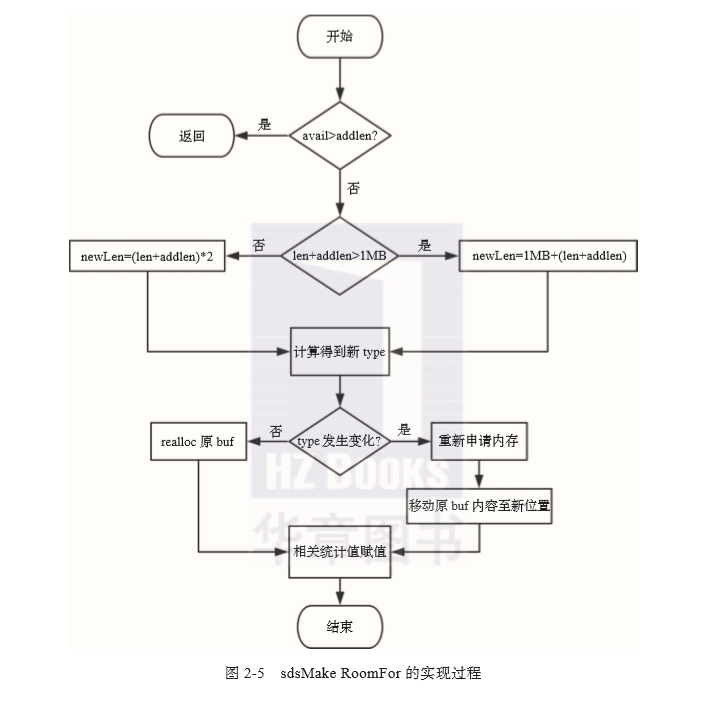 开始
avail>addlen?
是
返回
否
len+addlen>1MB
否
newLen=(len+addlen)*2
是
newLen=1MB+(len+addlen)
计算得到新 type
type 发生变化?
否
realloc 原 buf
是
重新申请内存
移动原 buf 内容至新位置
HZ BOOKS
华章图书
相关统计值赋值
结束
图 2-5 sdsMake RoomFor 的实现过程